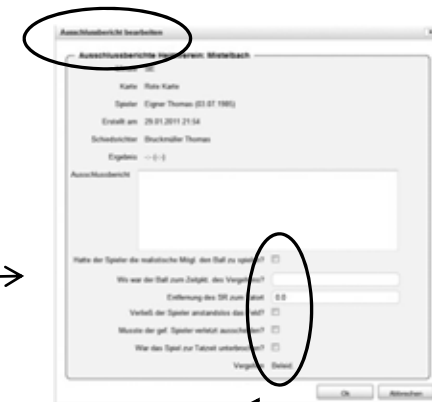 Ausschlussbericht bearbeiten
Ausschlussberichte Heimverein: Mistelbach
Karte Rote Karte
Spieler Eigner Thomas (03.07.1985)
Erstellt am 29.01.2011 21:54
Schiedsrichter Bruckmüller Thomas
Ergebnis -:- (-:-)
Ausschlussbericht
Hatte der Spieler die realistische Mögl. den Ball zu spielen?
Wo war der Ball zum Zeitpkt. des Vergehens?
Entfernung des SR zum Tatort 0.0
Verließ der Spieler anstandslos das Feld?
Musste der gef. Spieler verletzt ausscheiden?
War das Spiel zur Tatzeit unterbrochen?
Vergehen Beleid.
Ok Abbrechen